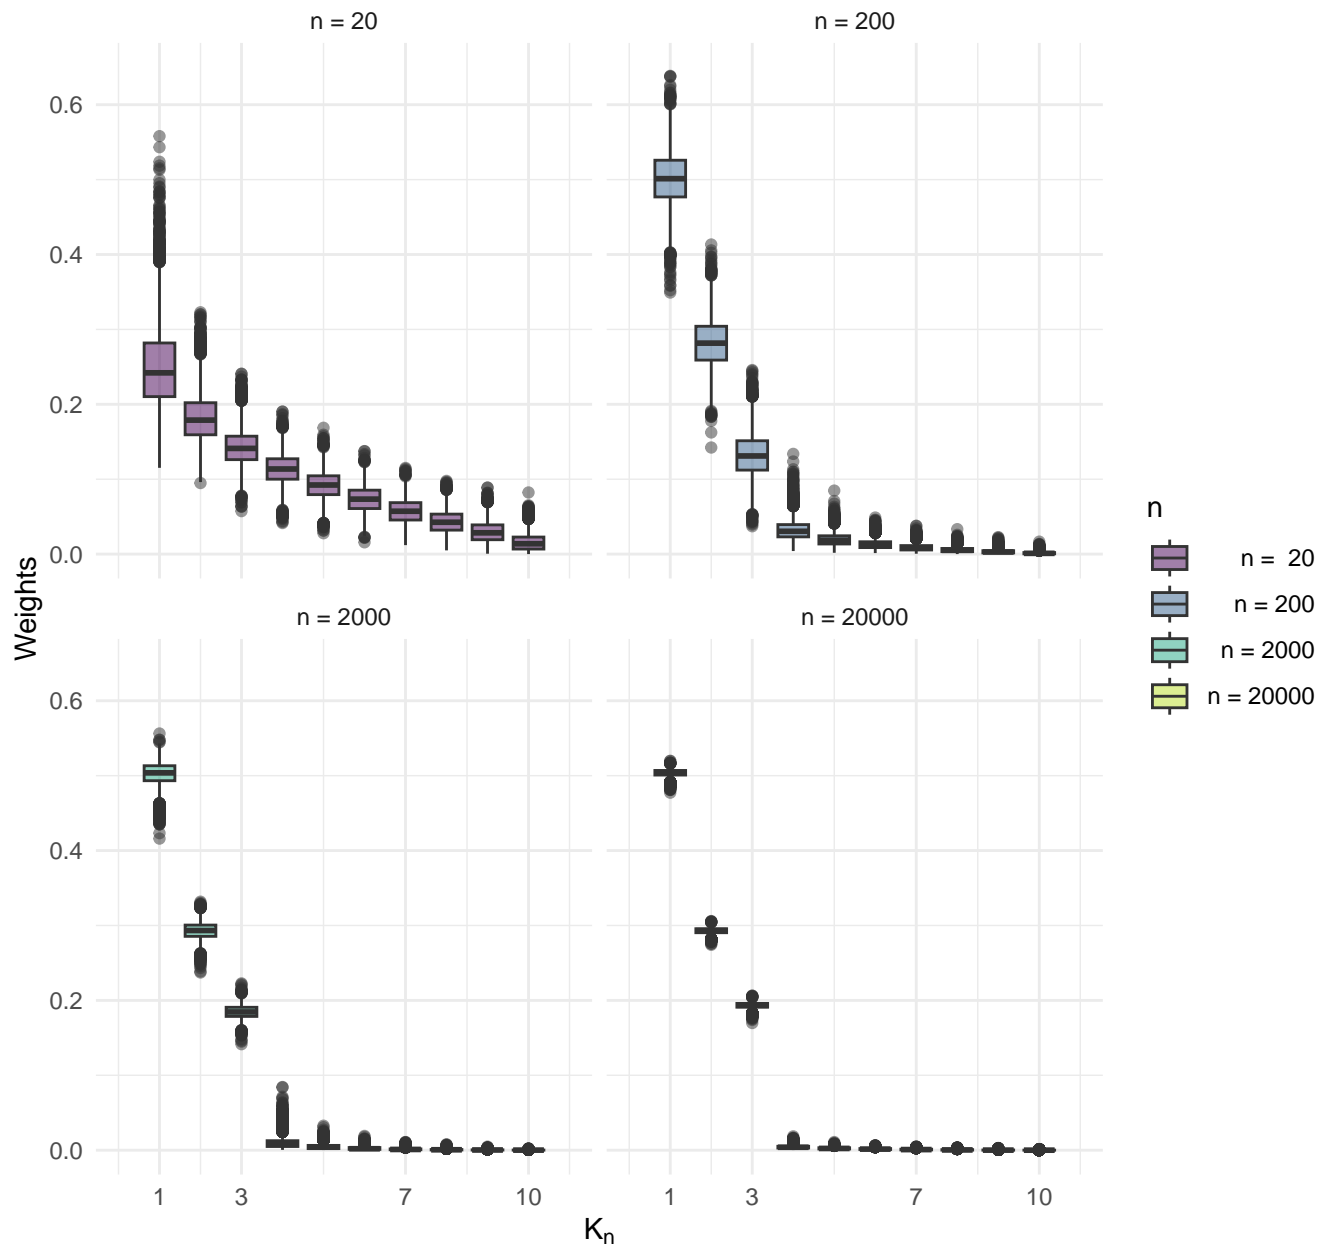 n = 20
n = 200
0.6
0.4
0.2
0.0
Weights
n = 2000
n = 20000
0.6
0.4
0.2
0.0
1 3 7 10
1 3 7 10
Kₙ
n
n = 20
n = 200
n = 2000
n = 20000